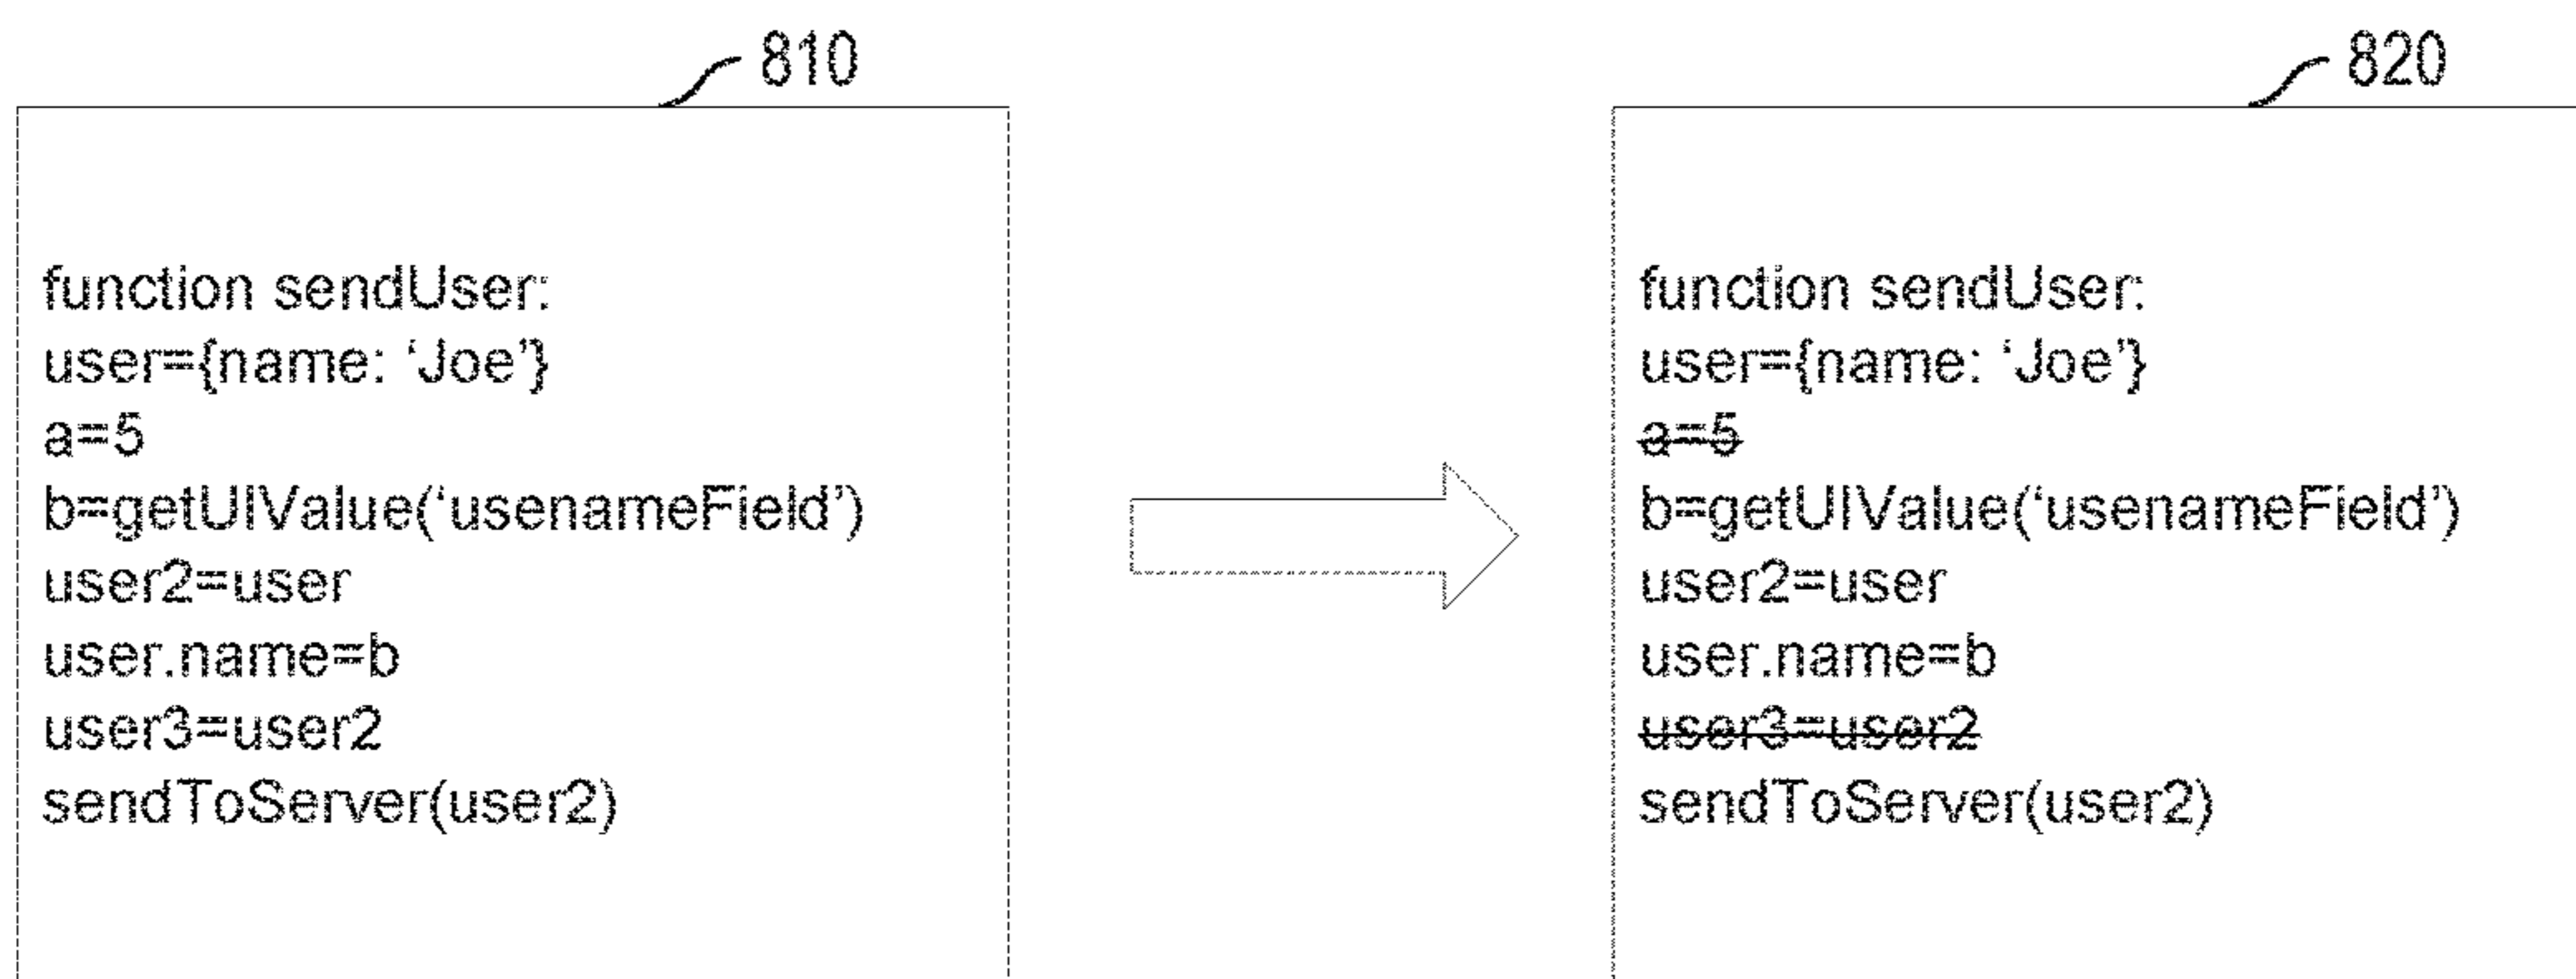 810
function sendUser:
user={name: ‘Joe’}
a=5
b=getUIValue(‘usenameField’)
user2=user
user.name=b
user3=user2
sendToServer(user2)
820
function sendUser:
user={name: ‘Joe’}
a=5
b=getUIValue(‘usenameField’)
user2=user
user.name=b
user3=user2
sendToServer(user2)